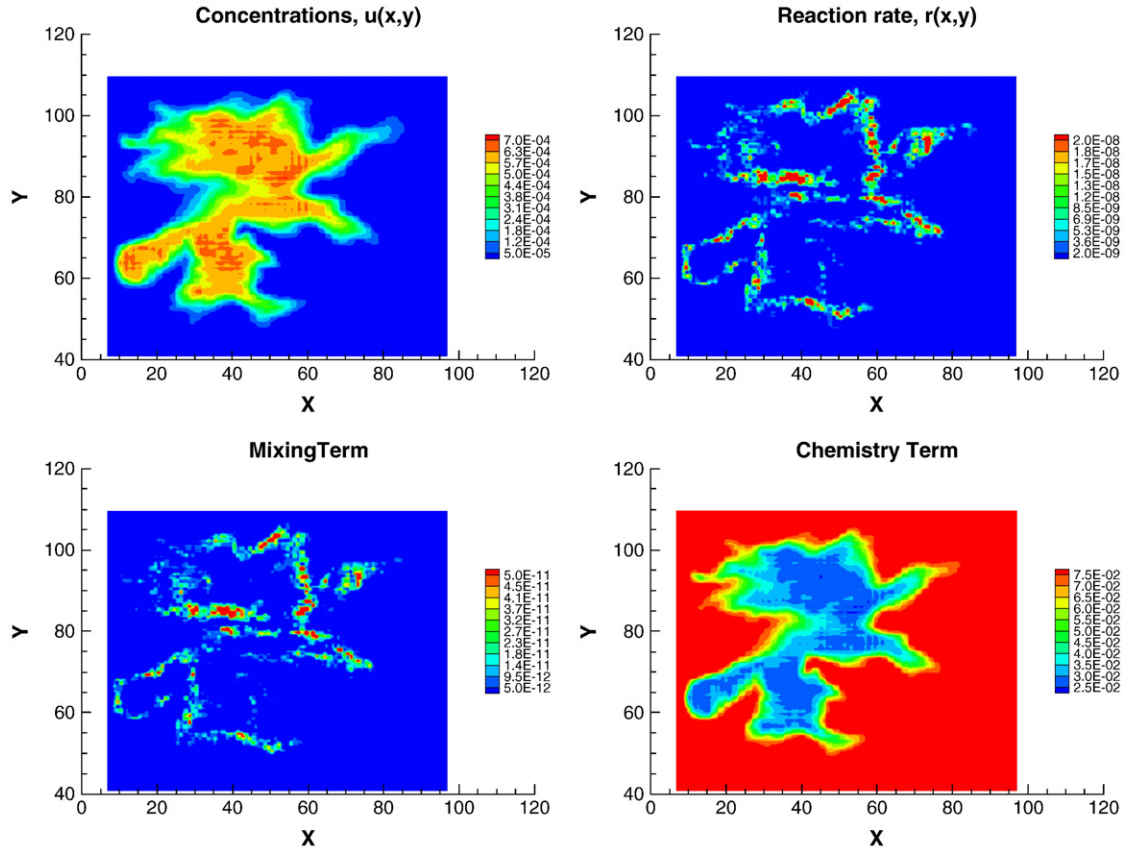 Concentrations, u(x,y)
120
100
80
60
40
Y
0 20 40 60 80 100 120
X
7.0E-04
6.3E-04
5.7E-04
5.0E-04
4.4E-04
3.8E-04
3.1E-04
2.4E-04
1.8E-04
1.2E-04
5.0E-05
Reaction rate, r(x,y)
120
100
80
60
40
Y
0 20 40 60 80 100 120
X
2.0E-08
1.8E-08
1.7E-08
1.5E-08
1.3E-08
1.2E-08
8.5E-09
6.9E-09
5.3E-09
3.6E-09
2.0E-09
MixingTerm
120
100
80
60
40
Y
0 20 40 60 80 100 120
X
5.0E-11
4.5E-11
4.1E-11
3.7E-11
3.2E-11
2.7E-11
2.3E-11
1.8E-11
1.4E-11
9.5E-12
5.0E-12
Chemistry Term
120
100
80
60
40
Y
0 20 40 60 80 100 120
X
7.5E-02
7.0E-02
6.5E-02
6.0E-02
5.5E-02
5.0E-02
4.5E-02
4.0E-02
3.5E-02
3.0E-02
2.5E-02